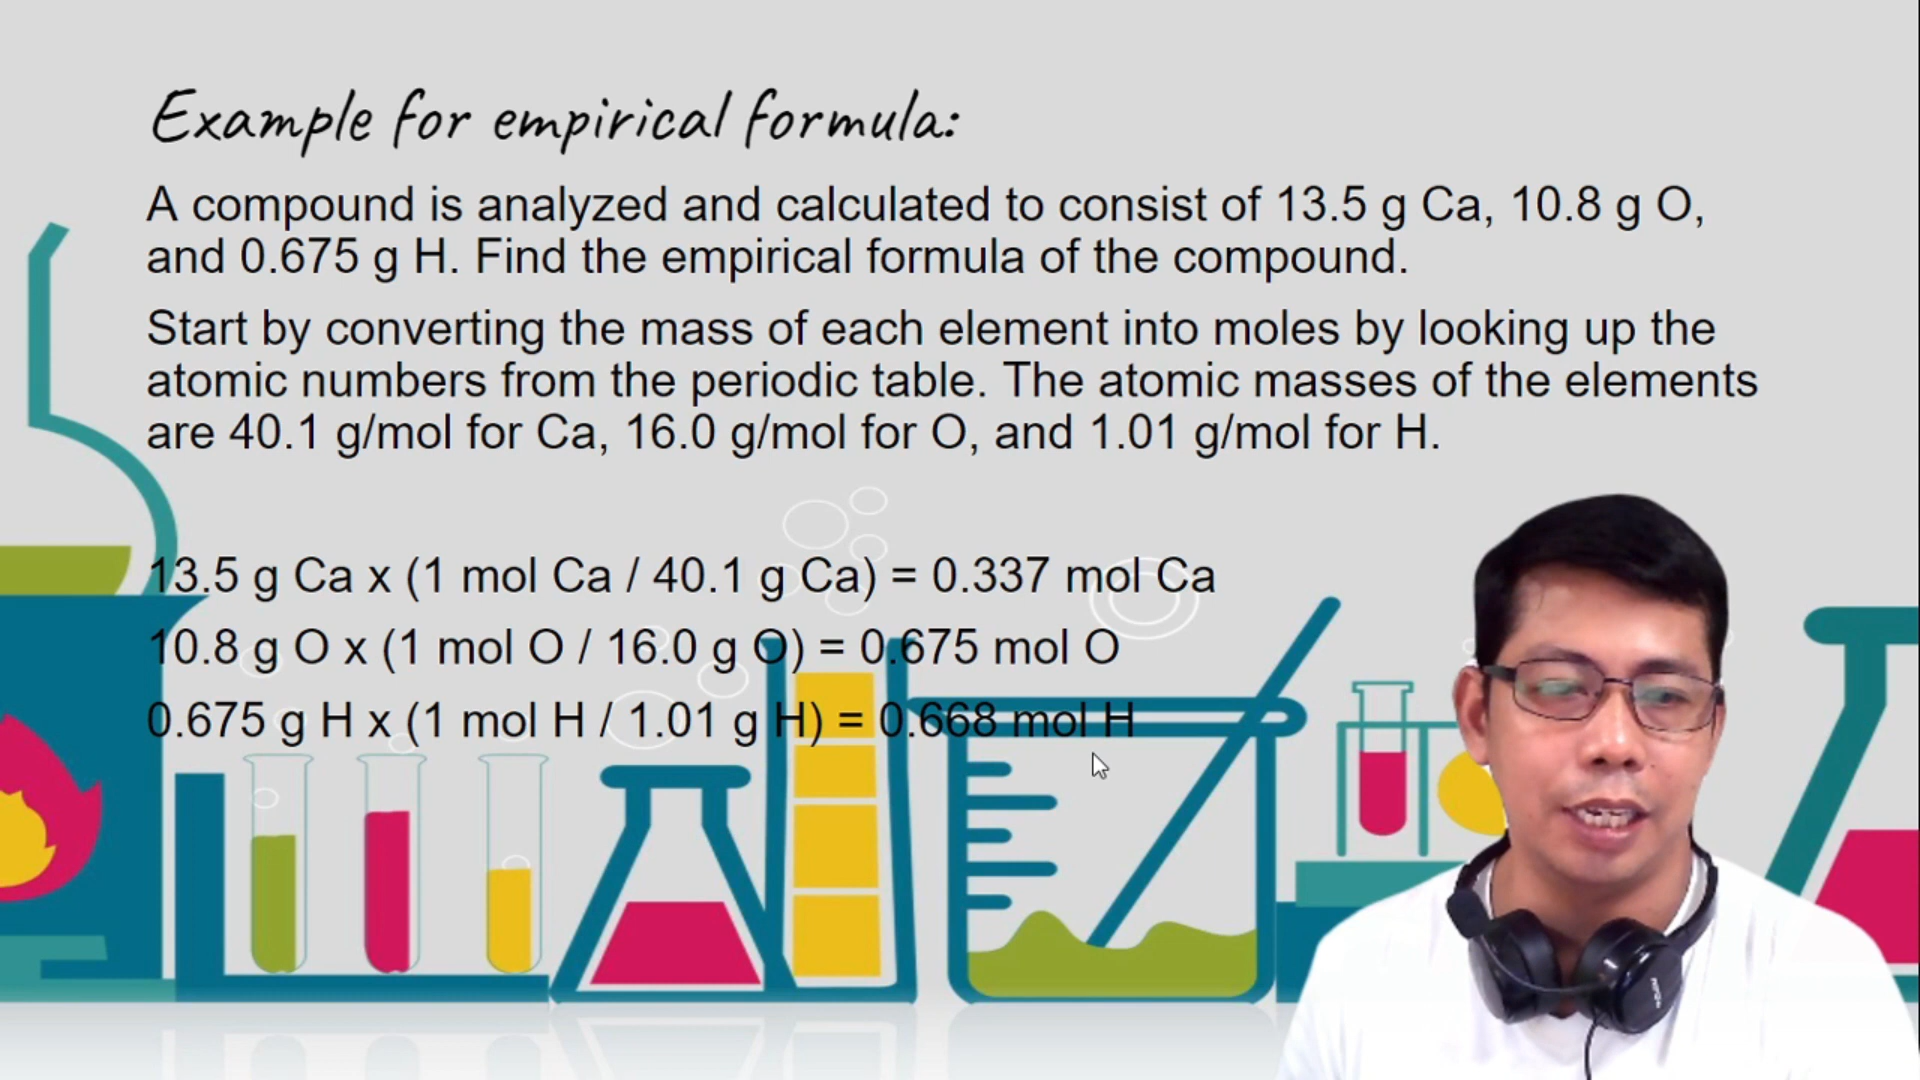 Example for empirical formula:
A compound is analyzed and calculated to consist of 13.5 g Ca, 10.8 g O,
and 0.675 g H. Find the empirical formula of the compound.
Start by converting the mass of each element into moles by looking up the
atomic numbers from the periodic table. The atomic masses of the elements
are 40.1 g/mol for Ca, 16.0 g/mol for O, and 1.01 g/mol for H.
13.5 g Ca x (1 mol Ca / 40.1 g Ca) = 0.337 mol Ca
10.8 g O x (1 mol O / 16.0 g O) = 0.675 mol O
0.675 g H x (1 mol H / 1.01 g H) = 0.668 mol H